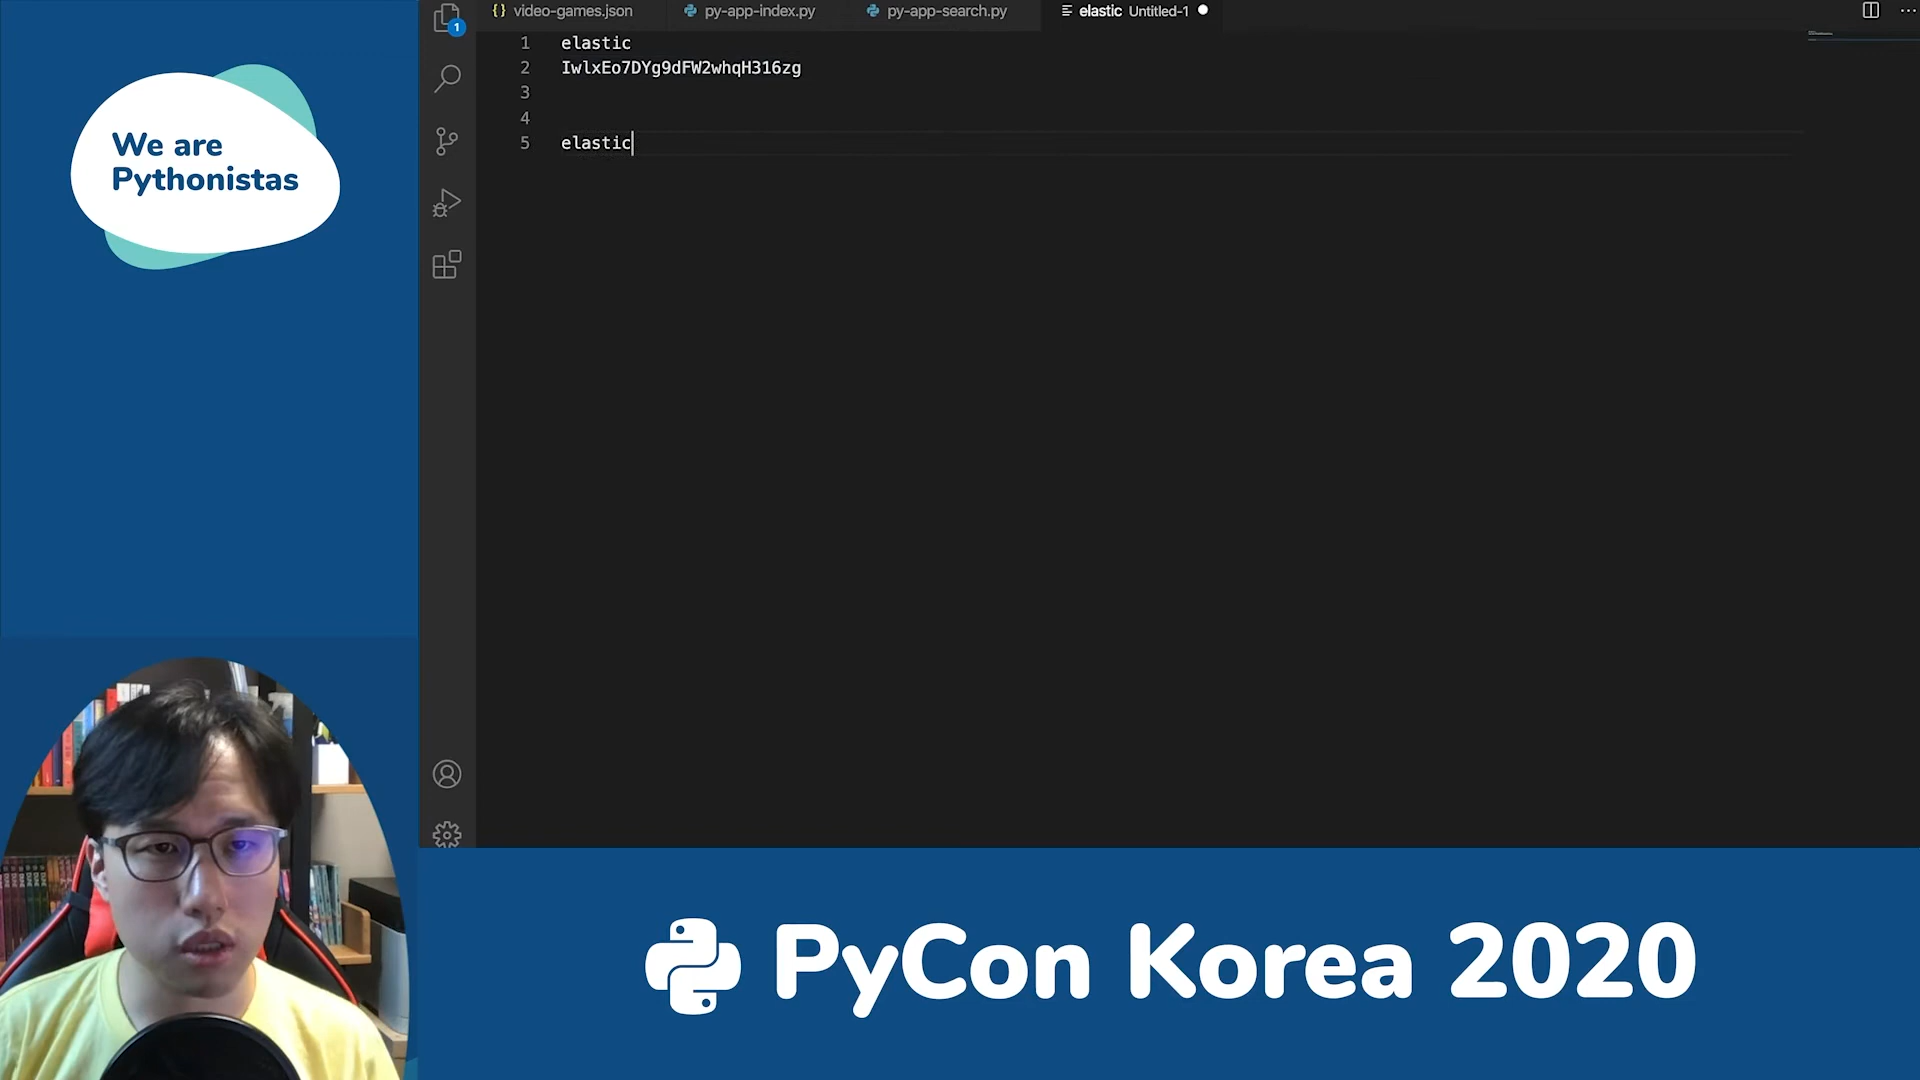 We are
Pythonistas
{} video-games.json
py-app-index.py
py-app-search.py
elastic Untitled-1
1
1 elastic
2 IwlxEo7DYg9dFW2whqH316zg
3
4
5 elastic
PyCon Korea 2020